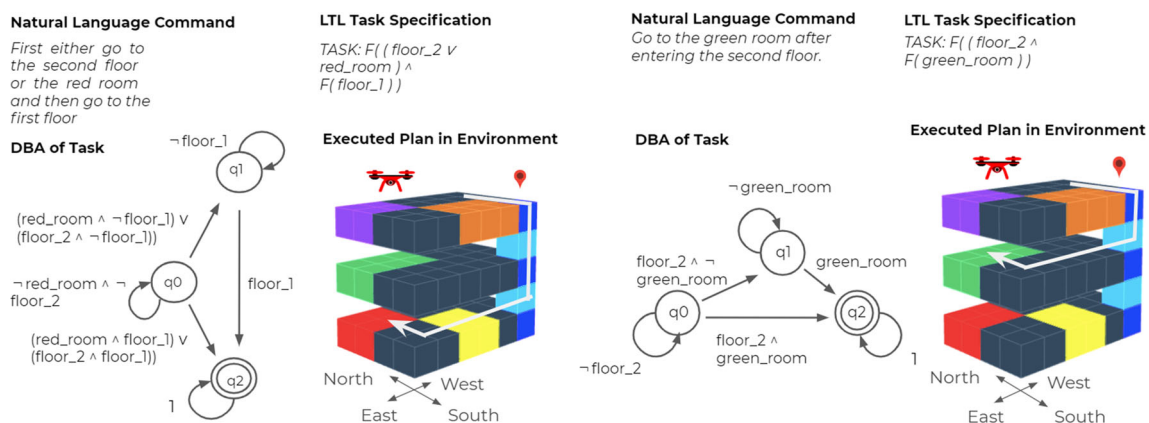 Natural Language Command
First either go to
the second floor
or the red room
and then go to the
first floor
LTL Task Specification
TASK: F( ( floor_2 ∨
red_room ) ∧
F( floor_1 ) )
DBA of Task
¬ floor_1
q1
(red_room ∧ ¬ floor_1) ∨
(floor_2 ∧ ¬ floor_1))
q0
¬ red_room ∧ ¬
floor_2
floor_1
(red_room ∧ floor_1) ∨
(floor_2 ∧ floor_1))
q2
1
Executed Plan in Environment
North
West
East
South
Natural Language Command
Go to the green room after
entering the second floor.
LTL Task Specification
TASK: F( ( floor_2 ∧
F( green_room ) )
DBA of Task
¬ green_room
q1
floor_2 ∧ ¬
green_room
green_room
q0
q2
floor_2 ∧
green_room
¬ floor_2
1
Executed Plan in Environment
North
West
East
South